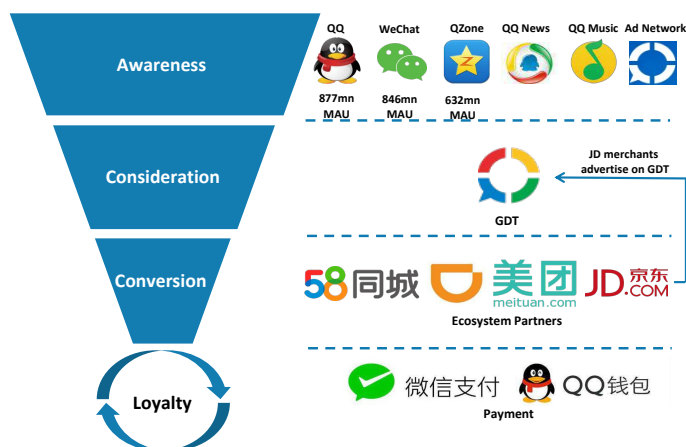 QQ
WeChat
QZone
QQ News
QQ Music
Ad Network
Awareness
877mn
MAU
846mn
MAU
632mn
MAU
Consideration
JD merchants
advertise on GDT
GDT
Conversion
58同城
美团
meituan.com
JD.京东
.COM
Ecosystem Partners
Loyalty
微信支付
QQ钱包
Payment